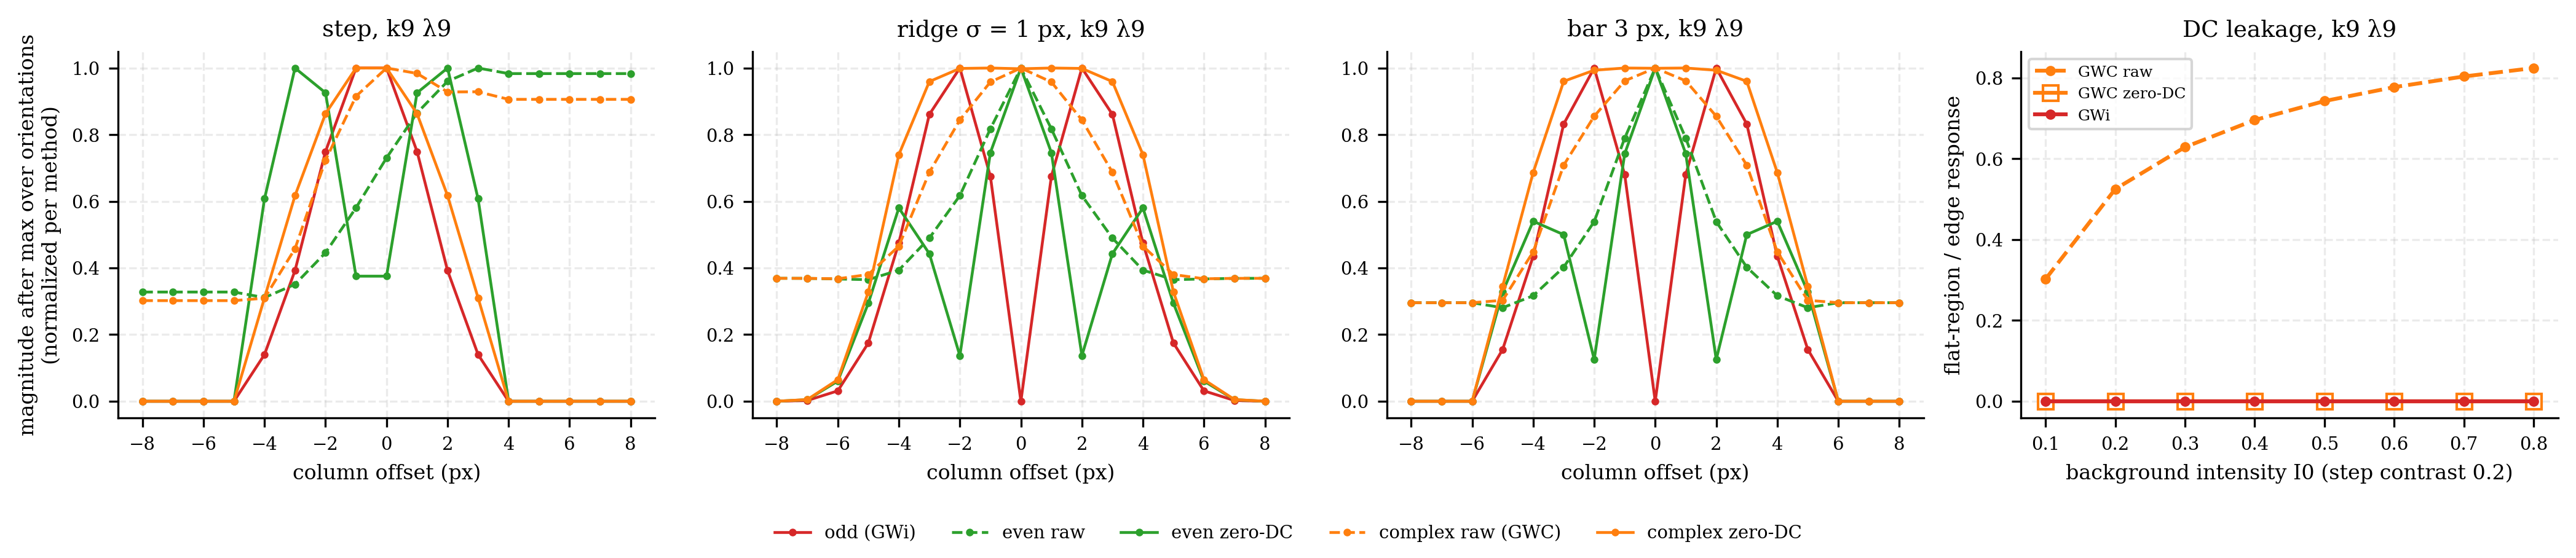 step, k9 λ9
ridge σ = 1 px, k9 λ9
bar 3 px, k9 λ9
DC leakage, k9 λ9
magnitude after max over orientations
(normalized per method)
1.0
0.8
0.6
0.4
0.2
0.0
−8 −6 −4 −2 0 2 4 6 8
column offset (px)
1.0
0.8
0.6
0.4
0.2
0.0
−8 −6 −4 −2 0 2 4 6 8
column offset (px)
1.0
0.8
0.6
0.4
0.2
0.0
−8 −6 −4 −2 0 2 4 6 8
column offset (px)
flat-region / edge response
0.8
0.6
0.4
0.2
0.0
GWC raw
GWC zero-DC
GWi
0.1 0.2 0.3 0.4 0.5 0.6 0.7 0.8
background intensity I0 (step contrast 0.2)
odd (GWi) even raw even zero-DC complex raw (GWC) complex zero-DC